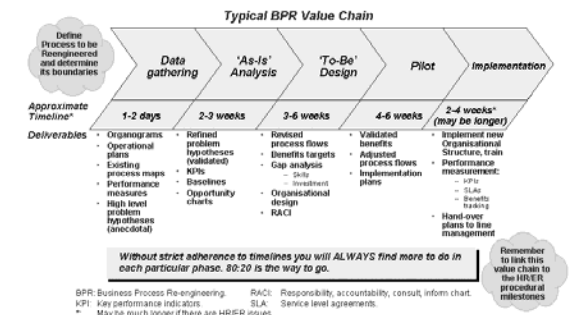 Typical BPR Value Chain
Define
Process to be
Reengineered
and determine
its boundaries
Data
gathering
'As-Is'
Analysis
'To-Be'
Design
Pilot
Implementation
Approximate
Timeline*
1-2 days
2-3 weeks
3-6 weeks
4-6 weeks
2-4 weeks*
(may be longer)
Deliverables
• Organograms
• Operational
plans
• Existing
process maps
• Performance
measures
• High level
problem
hypotheses
(anecdotal)
• Refined
problem
hypotheses
(validated)
• KPIs
• Baselines
• Opportunity
charts
• Revised
process flows
• Benefits targets
• Gap analysis
– Skills
– Investment
• Organisational
design
• RACI
• Validated
benefits
• Adjusted
process flows
• Implementation
plans
• Implement new
Organisational
Structure, train
• Performance
measurement:
– KPIs
– SLAs
– Benefits
tracking
• Hand-over
plans to line
management
Without strict adherence to timelines you will ALWAYS find more to do in
each particular phase. 80:20 is the way to go.
Remember
to link this
value chain to
the HR/ER
procedural
milestones
BPR: Business Process Re-engineering. RACI: Responsibility, accountability, consult, inform chart.
KPI: Key performance indicators SLA: Service level agreements.
* May be much longer if there are HR/ER issues